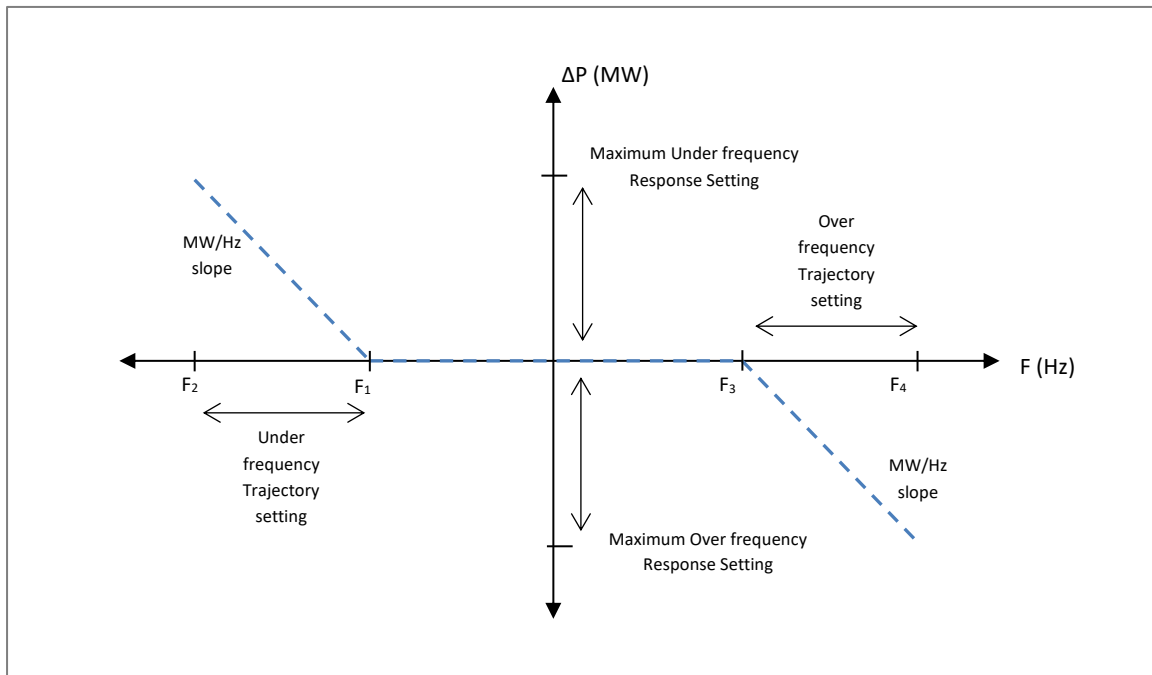 ΔP (MW)
Maximum Under frequency
Response Setting
Over
frequency
Trajectory
setting
MW/Hz
slope
F₂
F₁
F₃
F₄
F (Hz)
Under
frequency
Trajectory
setting
MW/Hz
slope
Maximum Over frequency
Response Setting